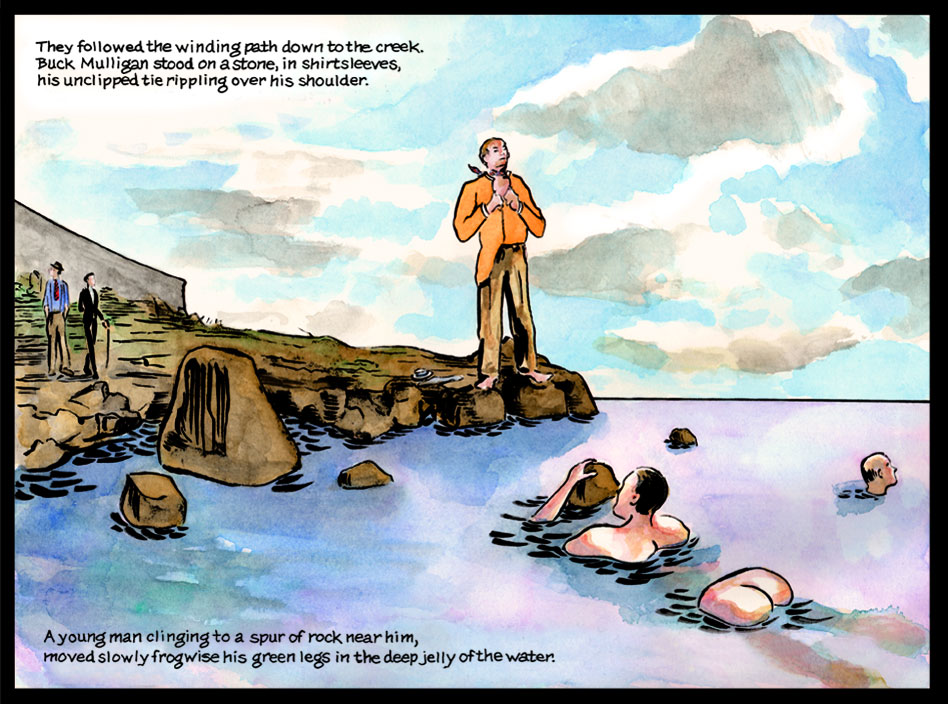 They followed the winding path down to the creek.
Buck Mulligan stood on a stone, in shirtsleeves,
his unclipped tie rippling over his shoulder.
A young man clinging to a spur of rock near him,
moved slowly frogwise his green legs in the deep jelly of the water.